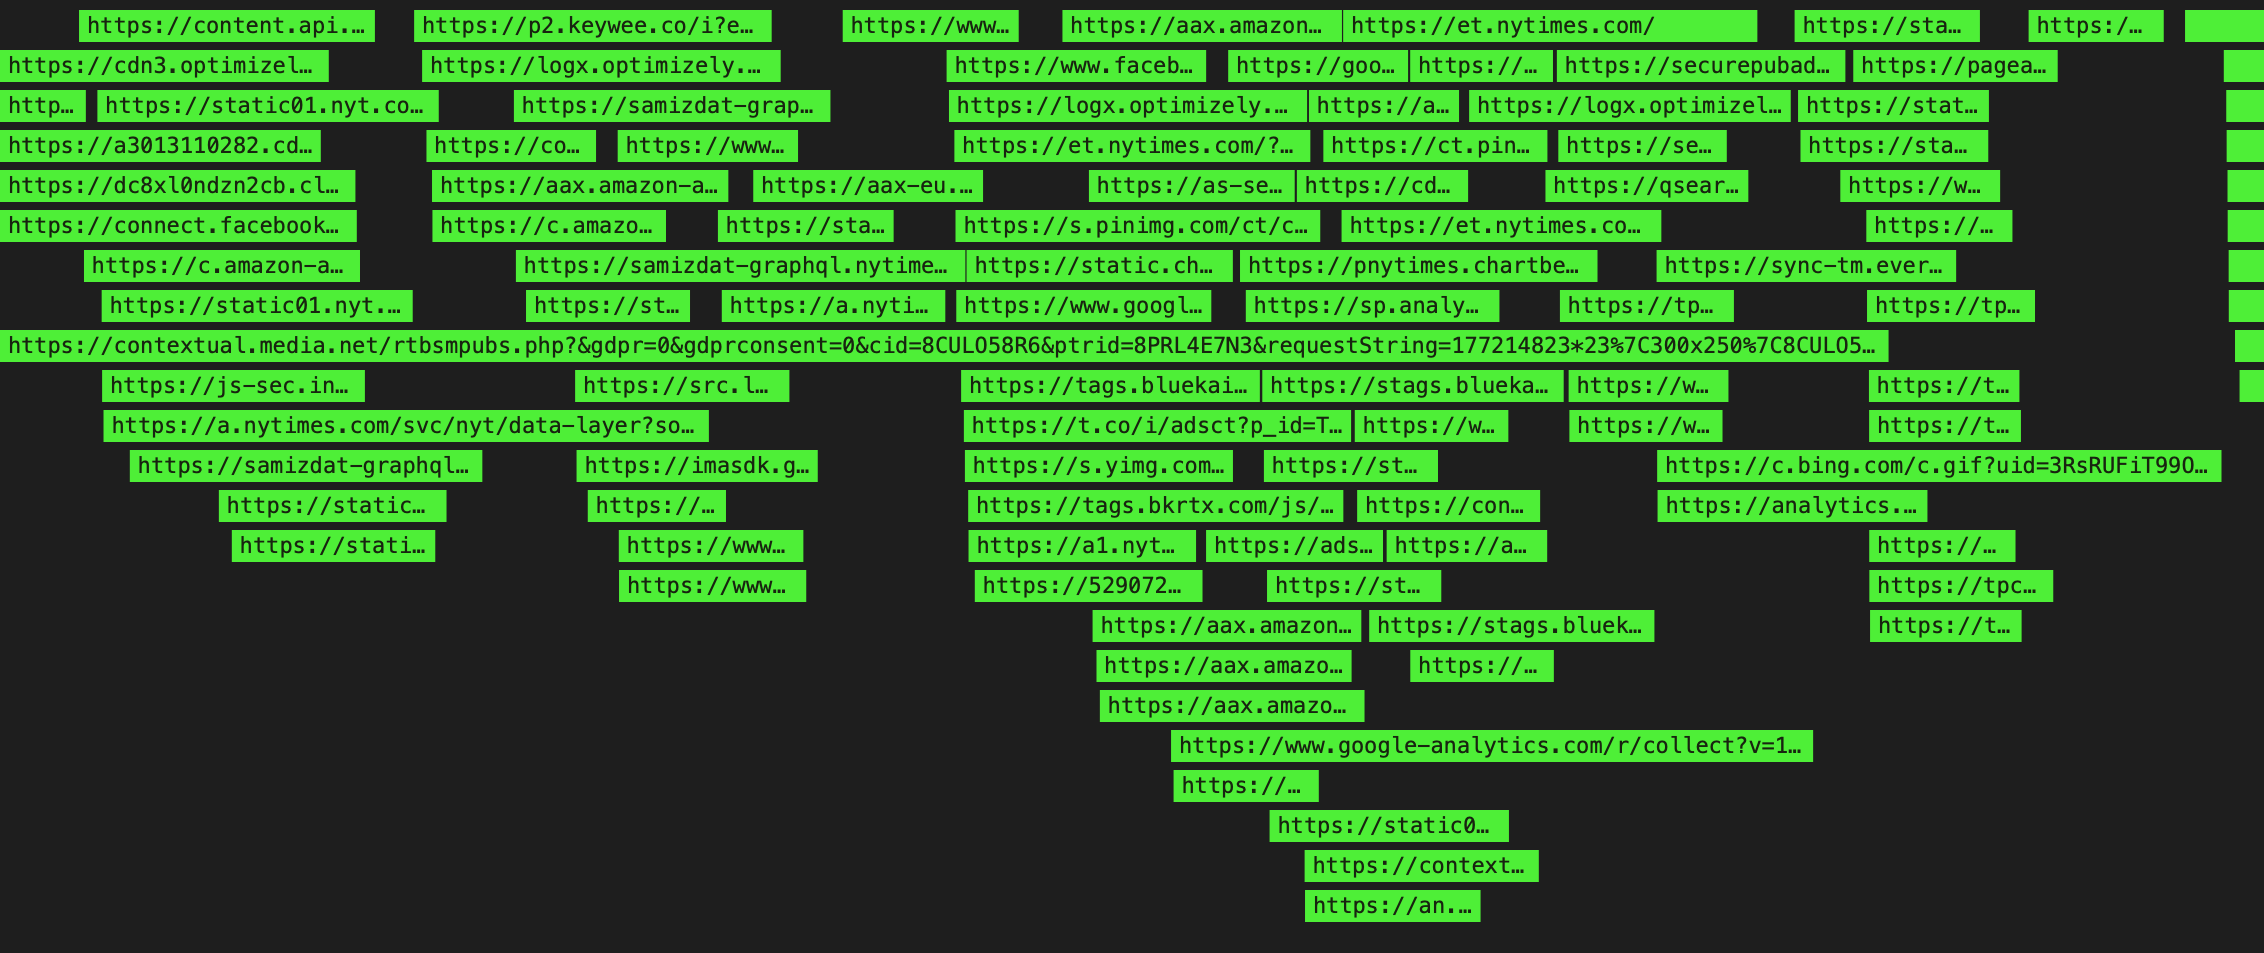 https://content.api.… https://p2.keywee.co/i?e… https://www… https://aax.amazon… https://et.nytimes.com/ https://sta… https:/…
https://cdn3.optimizel… https://logx.optimizely.… https://www.faceb… https://goo… https://… https://securepubad… https://pagea…
http… https://static01.nyt.co… https://samizdat-grap… https://logx.optimizely.… https://a… https://logx.optimizel… https://stat…
https://a3013110282.cd… https://co… https://www… https://et.nytimes.com/?… https://ct.pin… https://se… https://sta…
https://dc8xl0ndzn2cb.cl… https://aax.amazon-a… https://aax-eu.… https://as-se… https://cd… https://qsear… https://w…
https://connect.facebook… https://c.amazo… https://sta… https://s.pinimg.com/ct/c… https://et.nytimes.co… https://…
https://c.amazon-a… https://samizdat-graphql.nytime… https://static.ch… https://pnytimes.chartbe… https://sync-tm.ever…
https://static01.nyt.… https://st… https://a.nyti… https://www.googl… https://sp.analy… https://tp… https://tp…
https://contextual.media.net/rtbsmpubs.php?&gdpr=0&gdprconsent=0&cid=8CULO58R6&ptrid=8PRL4E7N3&requestString=177214823*23%7C300x250%7C8CULO5…
https://js-sec.in… https://src.l… https://tags.bluekai… https://stags.blueka… https://w… https://t…
https://a.nytimes.com/svc/nyt/data-layer?so… https://t.co/i/adsct?p_id=T… https://w… https://w… https://t…
https://samizdat-graphql… https://imasdk.g… https://s.yimg.com… https://st… https://c.bing.com/c.gif?uid=3RsRUFiT99O…
https://static… https://… https://tags.bkrtx.com/js/… https://con… https://analytics.…
https://stati… https://www… https://a1.nyt… https://ads… https://a… https://…
https://www… https://529072… https://st… https://tpc…
https://aax.amazon… https://stags.bluek… https://t…
https://aax.amazo… https://…
https://aax.amazo…
https://www.google-analytics.com/r/collect?v=1…
https://…
https://static0…
https://context…
https://an.…